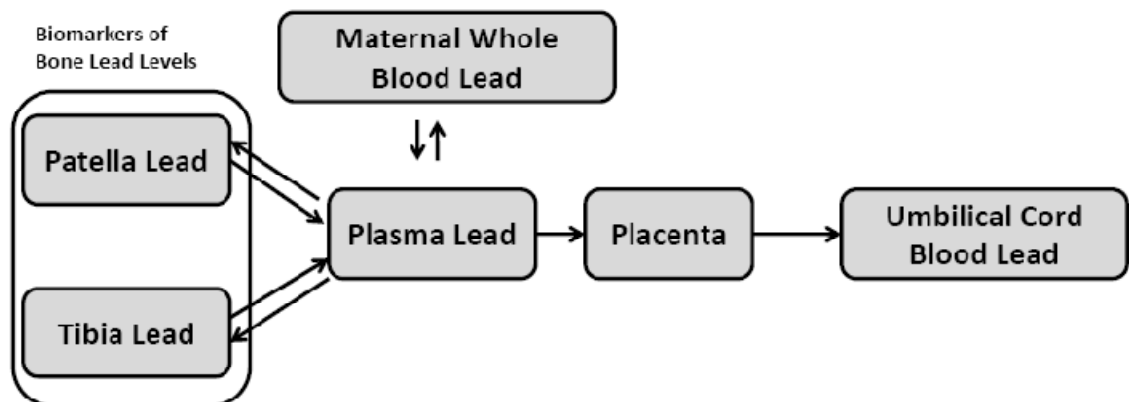 Biomarkers of
Bone Lead Levels
Maternal Whole
Blood Lead
Patella Lead
Plasma Lead
Placenta
Umbilical Cord
Blood Lead
Tibia Lead